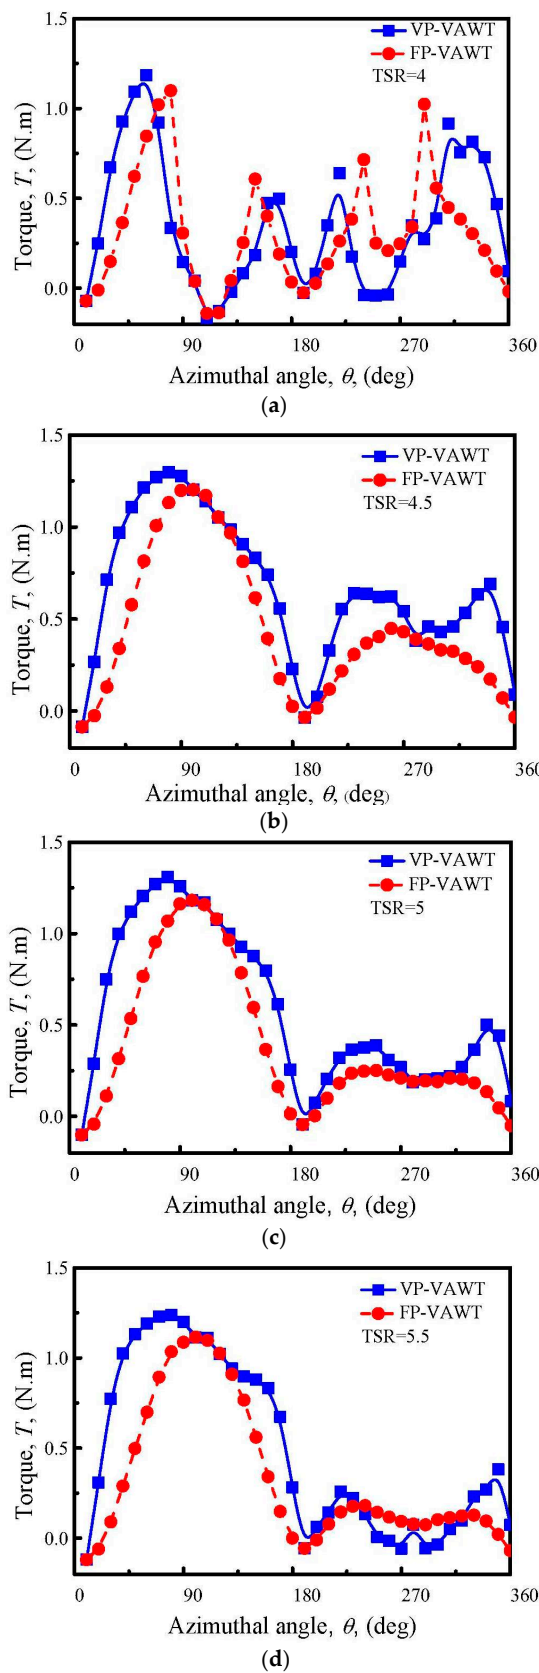 1.5
VP-VAWT
FP-VAWT
TSR=4
1.0
0.5
0.0
Torque, T, (N.m)
0 90 180 270 360
Azimuthal angle, θ, (deg)
(a)
1.5
VP-VAWT
FP-VAWT
TSR=4.5
1.0
0.5
0.0
Torque, T, (N.m)
0 90 180 270 360
Azimuthal angle, θ, (deg)
(b)
1.5
VP-VAWT
FP-VAWT
TSR=5
1.0
0.5
0.0
Torque, T, (N.m)
0 90 180 270 360
Azimuthal angle, θ, (deg)
(c)
1.5
VP-VAWT
FP-VAWT
TSR=5.5
1.0
0.5
0.0
Torque, T, (N.m)
0 90 180 270 360
Azimuthal angle, θ, (deg)
(d)